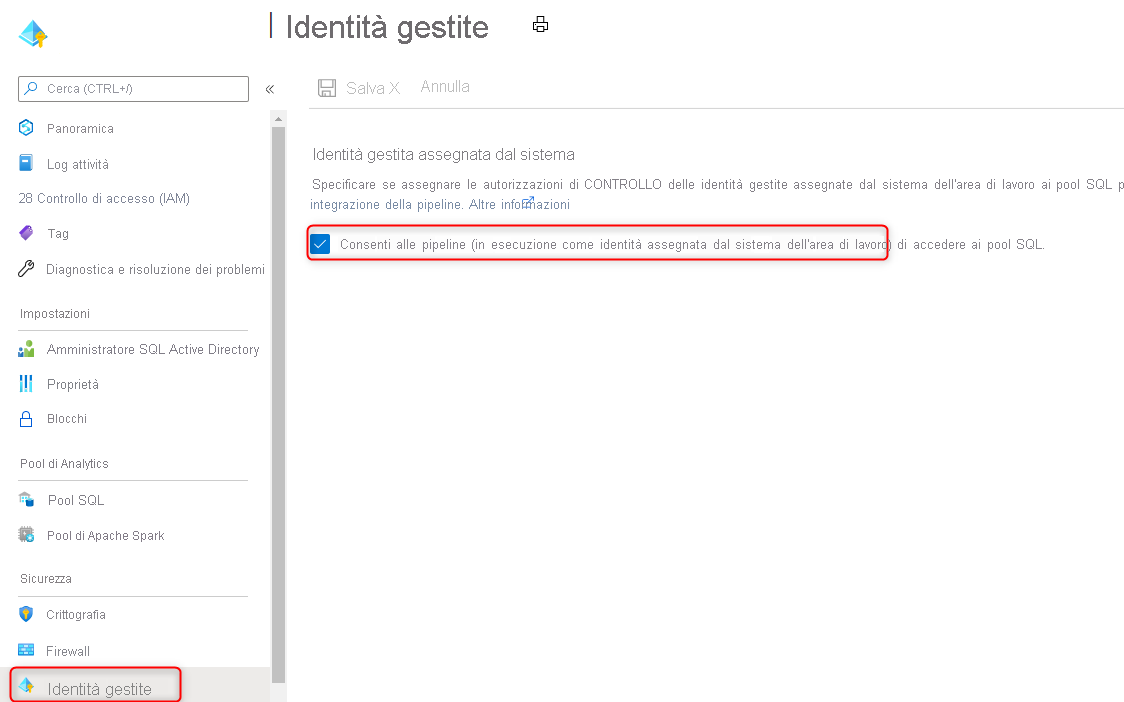 Identità gestite
Cerca (CTRL+/)
«
Salva X Annulla
Panoramica
Log attività
28 Controllo di accesso (IAM)
Tag
Diagnostica e risoluzione dei problemi
Impostazioni
Amministratore SQL Active Directory
Proprietà
Blocchi
Pool di Analytics
Pool SQL
Pool di Apache Spark
Sicurezza
Crittografia
Firewall
Identità gestite
Identità gestita assegnata dal sistema
Specificare se assegnare le autorizzazioni di CONTROLLO delle identità gestite assegnate dal sistema dell'area di lavoro ai pool SQL p
integrazione della pipeline. Altre informazioni
Consenti alle pipeline (in esecuzione come identità assegnata dal sistema dell'area di lavoro) di accedere ai pool SQL.